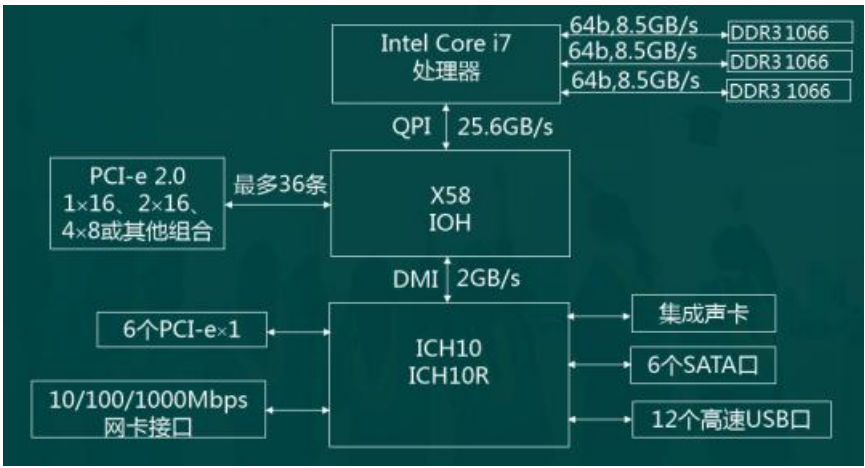 Intel Core i7
处理器
64b,8.5GB/s
DDR3 1066
64b,8.5GB/s
DDR3 1066
64b,8.5GB/s
DDR3 1066
QPI
25.6GB/s
PCI-e 2.0
1×16、2×16、
4×8或其他组合
最多36条
X58
IOH
DMI
2GB/s
6个PCI-e×1
10/100/1000Mbps
网卡接口
ICH10
ICH10R
集成声卡
6个SATA口
12个高速USB口